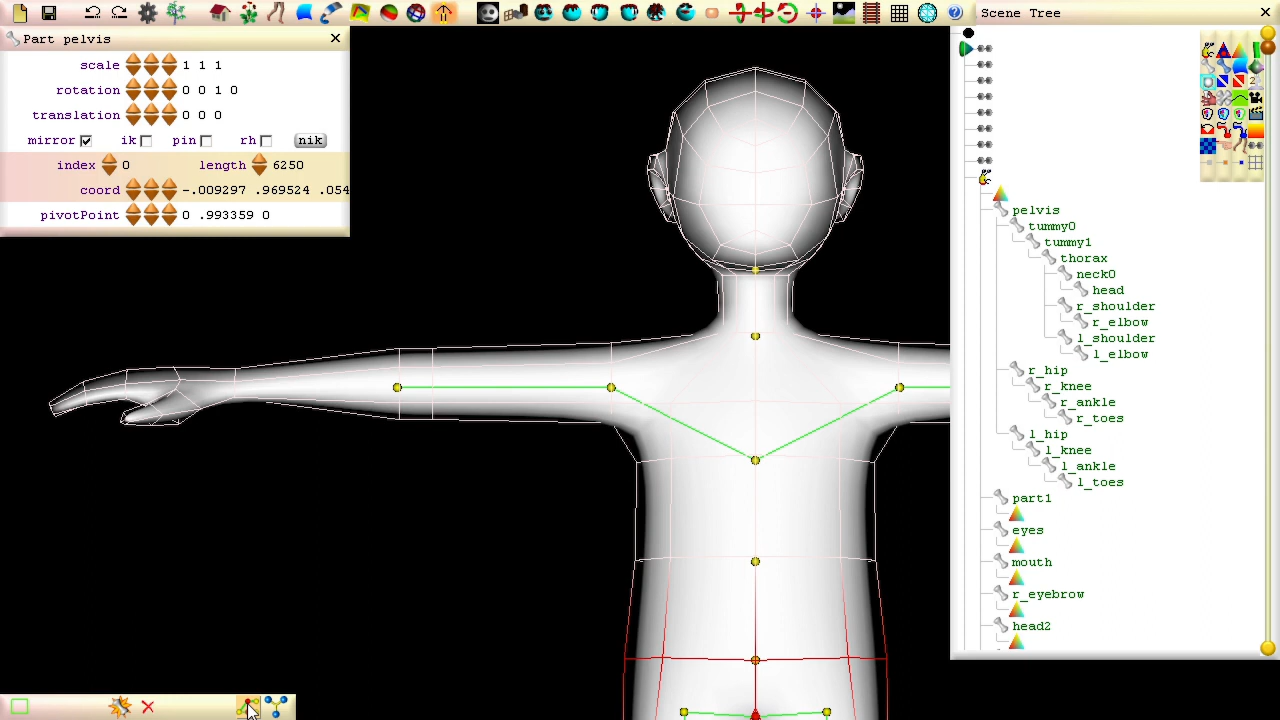 Part pelvis
scale 1 1 1
rotation 0 0 1 0
translation 0 0 0
mirror ik pin rh nik
index 0 length 6250
coord -.009297 .969524 .054
pivotPoint 0 .993359 0
Scene Tree
pelvis
tummy0
tummy1
thorax
neck0
head
r_shoulder
r_elbow
l_shoulder
l_elbow
r_hip
r_knee
r_ankle
r_toes
l_hip
l_knee
l_ankle
l_toes
part1
eyes
mouth
r_eyebrow
head2